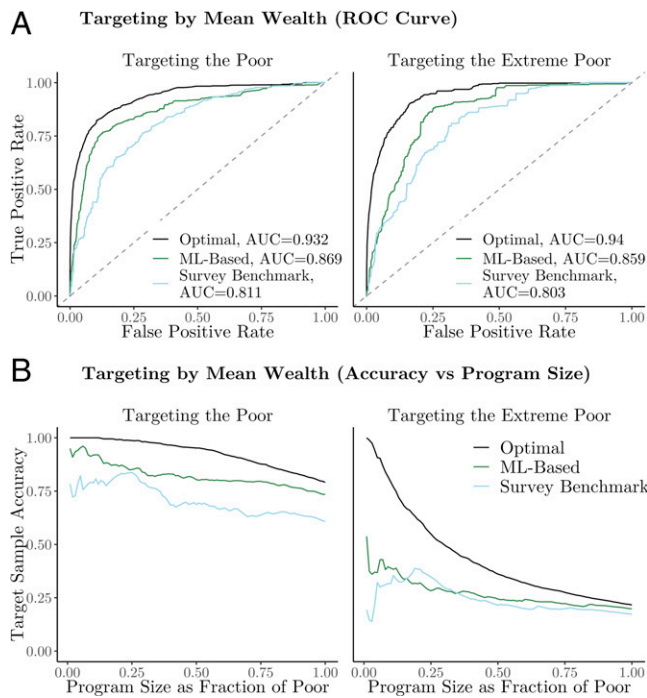 A Targeting by Mean Wealth (ROC Curve)
Targeting the Poor
Targeting the Extreme Poor
True Positive Rate
1.00
0.75
0.50
0.25
0.00
Optimal, AUC=0.932
ML-Based, AUC=0.869
Survey Benchmark,
AUC=0.811
Optimal, AUC=0.94
ML-Based, AUC=0.859
Survey Benchmark,
AUC=0.803
0.00 0.25 0.50 0.75 1.00
0.00 0.25 0.50 0.75 1.00
False Positive Rate
False Positive Rate
B Targeting by Mean Wealth (Accuracy vs Program Size)
Targeting the Poor
Targeting the Extreme Poor
Target Sample Accuracy
1.00
0.75
0.50
0.25
0.00
Optimal
ML-Based
Survey Benchmark
0.00 0.25 0.50 0.75 1.00
0.00 0.25 0.50 0.75 1.00
Program Size as Fraction of Poor
Program Size as Fraction of Poor